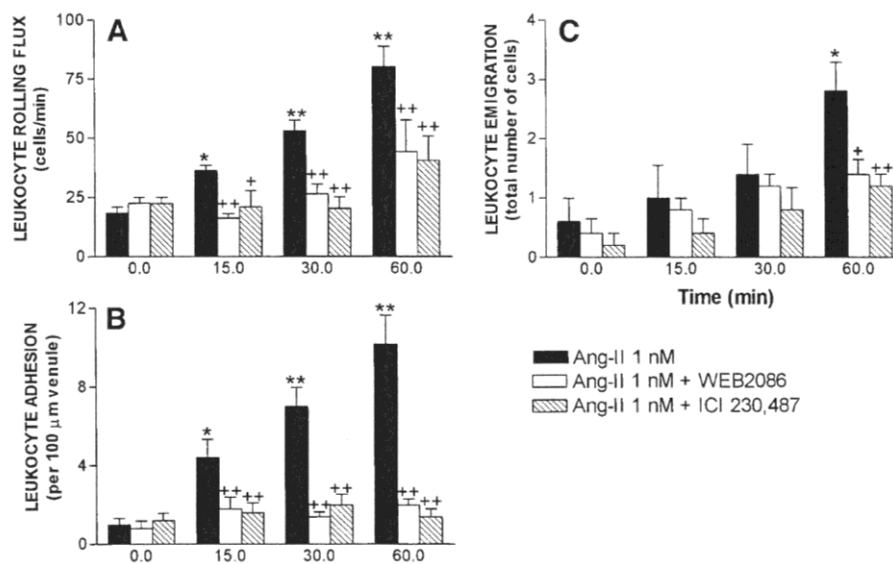 A
LEUKOCYTE ROLLING FLUX
(cells/min)
100
75
50
25
0
*
++
+
**
++
++
**
++
++
0.0 15.0 30.0 60.0
B
LEUKOCYTE ADHESION
(per 100 μm venule)
12
8
4
0
*
++
++
**
++
++
**
++
++
0.0 15.0 30.0 60.0
C
LEUKOCYTE EMIGRATION
(total number of cells)
4
3
2
1
0
*
+
++
0.0 15.0 30.0 60.0
Time (min)
Ang-II 1 nM
Ang-II 1 nM + WEB2086
Ang-II 1 nM + ICI 230,487